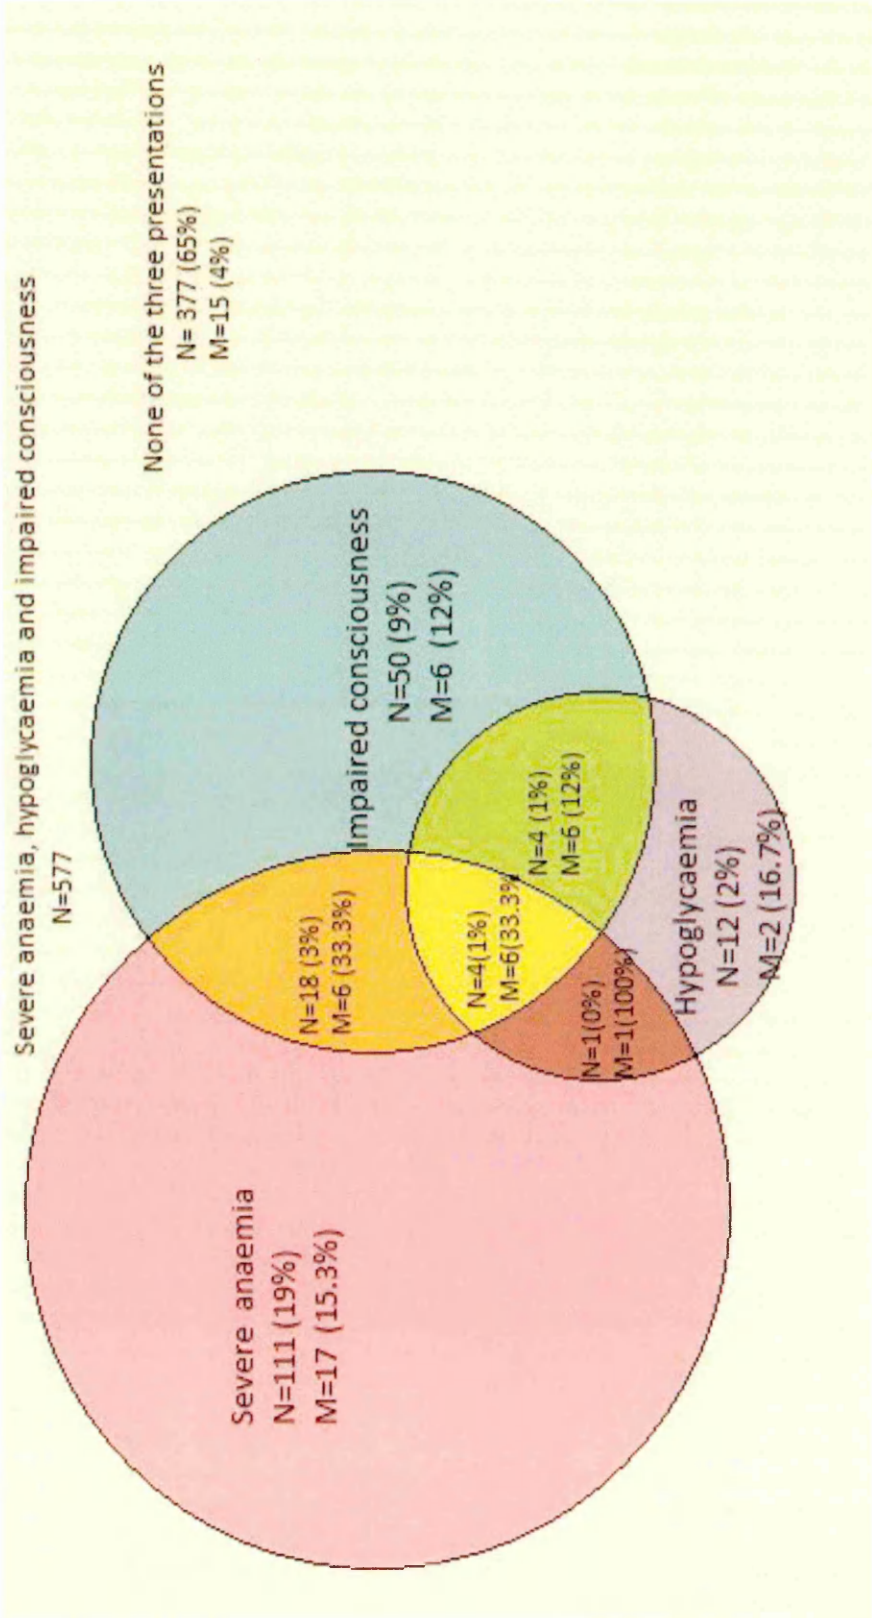 Severe anaemia, hypoglycaemia and impaired consciousness
N=577
None of the three presentations
N= 377 (65%)
M=15 (4%)
Severe anaemia
N=111 (19%)
M=17 (15.3%)
N=18 (3%)
M=6 (33.3%)
Impaired consciousness
N=50 (9%)
M=6 (12%)
N=4(1%)
M=6(33.3%
N=4 (1%)
M=6 (12%)
N=1(0%)
M=1(100%)
Hypoglycaemia
N=12 (2%)
M=2 (16.7%)